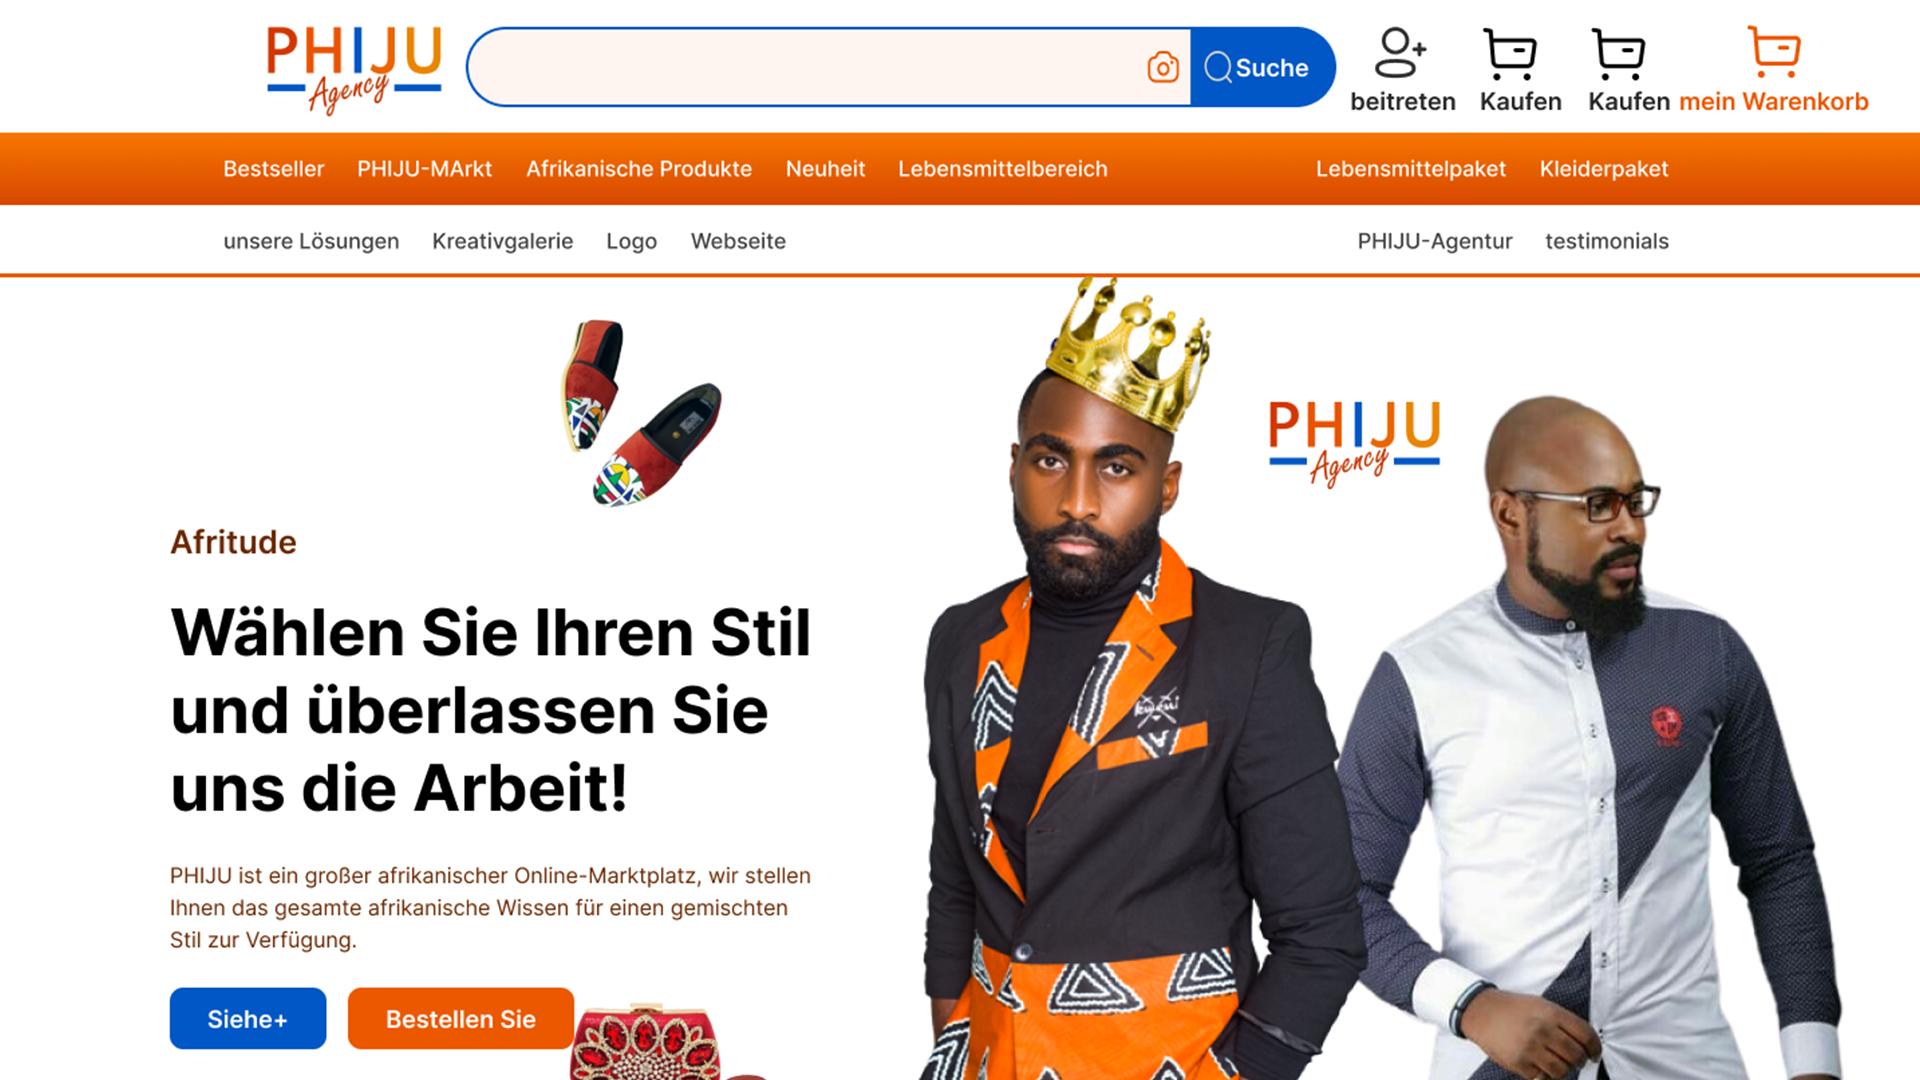 PHIJU
Agency
Suche
beitreten
Kaufen
Kaufen
mein Warenkorb
Bestseller
PHIJU-MArkt
Afrikanische Produkte
Neuheit
Lebensmittelbereich
Lebensmittelpaket
Kleiderpaket
unsere Lösungen
Kreativgalerie
Logo
Webseite
PHIJU-Agentur
testimonials
PHIJU
Agency
Afritude
Wählen Sie Ihren Stil
und überlassen Sie
uns die Arbeit!
PHIJU ist ein großer afrikanischer Online-Marktplatz, wir stellen
Ihnen das gesamte afrikanische Wissen für einen gemischten
Stil zur Verfügung.
Siehe+
Bestellen Sie